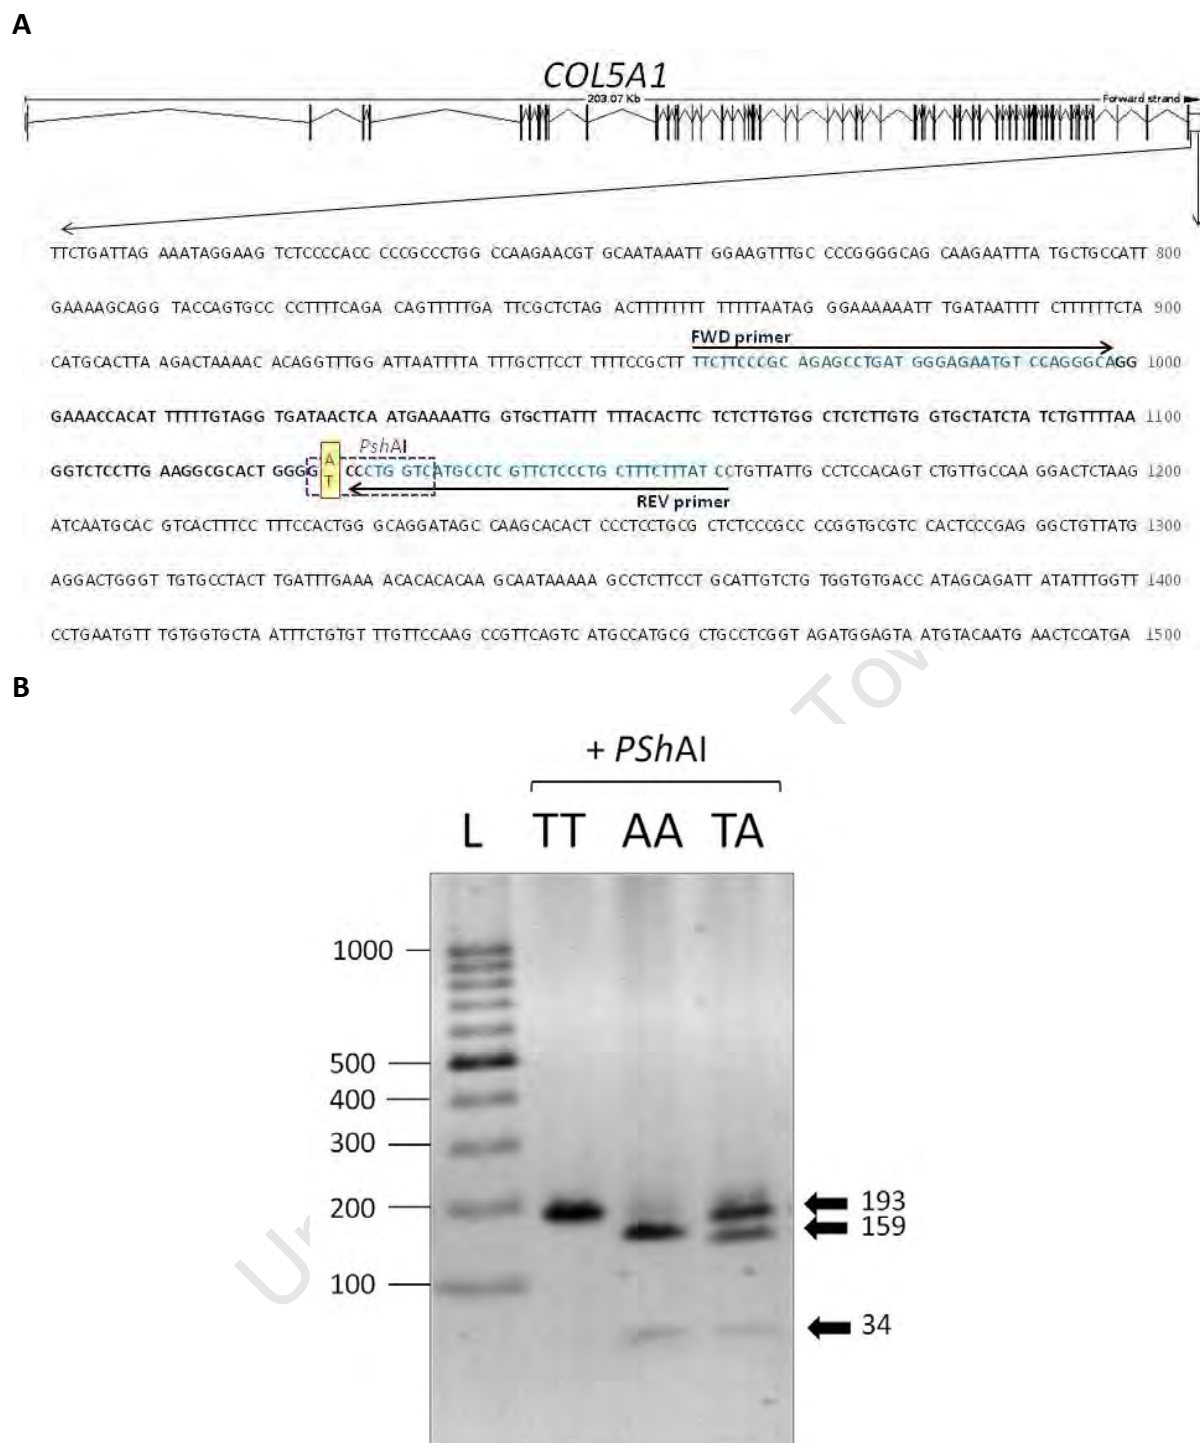 A
COL5A1
203.07 Kb
Forward strand
TTCTGATTAG AAATAGGAAG TCTCCCCACC CCCGCCCTGG CCAAGAACGT GCAATAAATT GGAAGTTTGC CCCGGGGCAG CAAGAATTTA TGCTGCCATT 800
GAAAAGCAGG TACCAGTGCC CCTTTTCAGA CAGTTTTTGA TTCGCTCTAG ACTTTTTTTT TTTTTAATAG GGAAAAAATT TGATAATTTT CTTTTTTCTA 900
FWD primer
CATGCACTTA AGACTAAAAC ACAGGTTTGG ATTAATTTTA TTTGCTTCCT TTTTCCGCTT TTCTTCCCGC AGAGCCTGAT GGGAGAATGT CCAGGGCAGG 1000
GAAACCACAT TTTTTGTAGG TGATAACTCA ATGAAAATTG GTGCTTATTT TTTACACTTC TCTCTTGTGG CTCTCTTGTG GTGCTATCTA TCTGTTTTAA 1100
PshAI
GGTCTCCTTG AAGGCGCACT GGGG A CCCTG GTCATGCCTC GTTCTCCCTG CTTTCTTTAT CCTGTTATTG CCTCCACAGT CTGTTGCCAA GGACTCTAAG 1200
T
REV primer
ATCAATGCAC GTCACTTTCC TTTCCACTGG GCAGGATAGC CAAGCACACT CCCTCCTGCG CTCTCCCGCC CCGGTGCGTC CACTCCCGAG GGCTGTTATG 1300
AGGACTGGGT TGTGCCTACT TGATTTGAAA ACACACACAA GCAATAAAAA GCCTCTTCCT GCATTGTCTG TGGTGTGACC ATAGCAGATT ATATTTGGTT 1400
CCTGAATGTT TGTGGTGCTA ATTTCTGTGT TTGTTCCAAG CCGTTCAGTC ATGCCATGCG CTGCCTCGGT AGATGGAGTA ATGTACAATG AACTCCATGA 1500
B
+ PShAI
L TT AA TA
1000
500
400
300
200
100
193
159
34